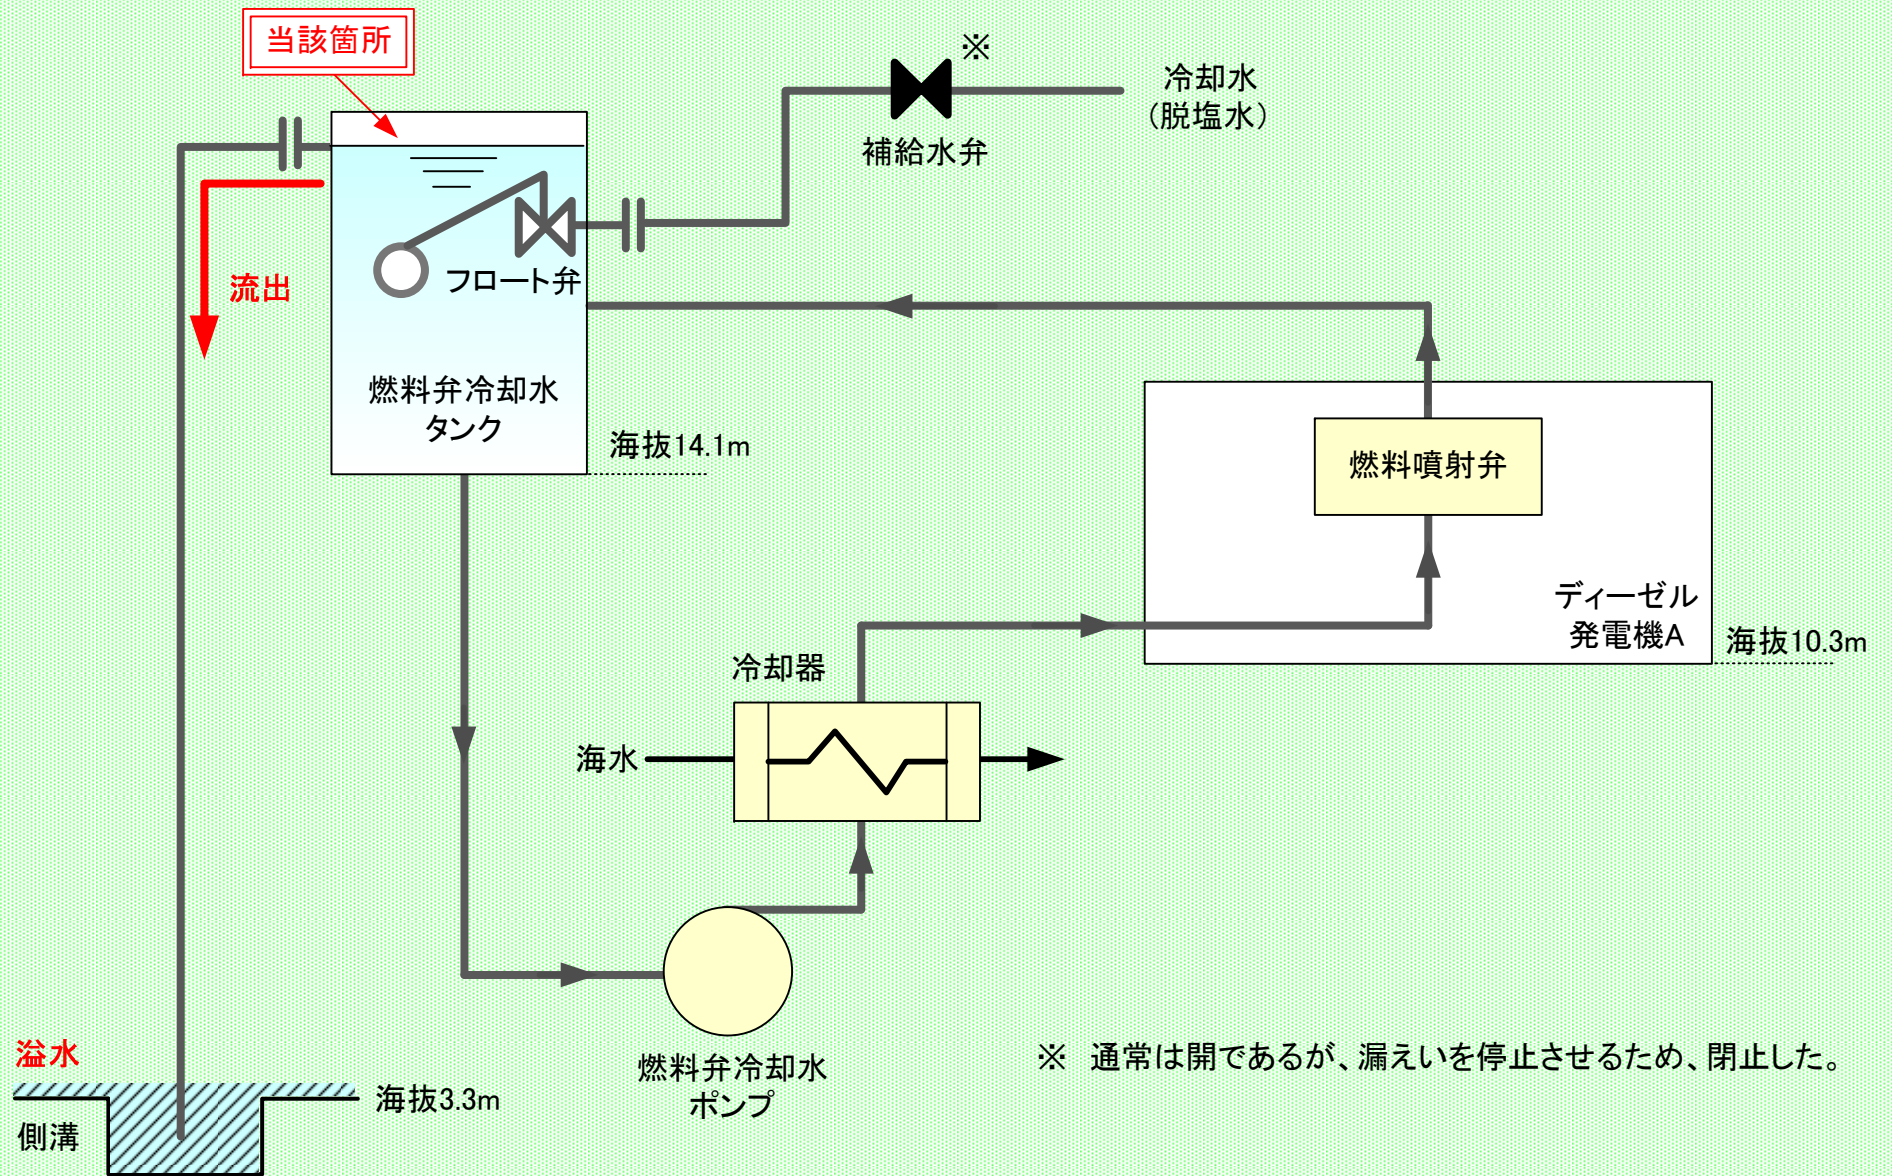 当該箇所
※
冷却水
（脱塩水）
補給水弁
流出
フロート弁
燃料弁冷却水
タンク
海抜14.1m
燃料噴射弁
ディーゼル
発電機A
海抜10.3m
冷却器
海水
燃料弁冷却水
ポンプ
※ 通常は開であるが、漏えいを停止させるため、閉止した。
溢水
海抜3.3m
側溝